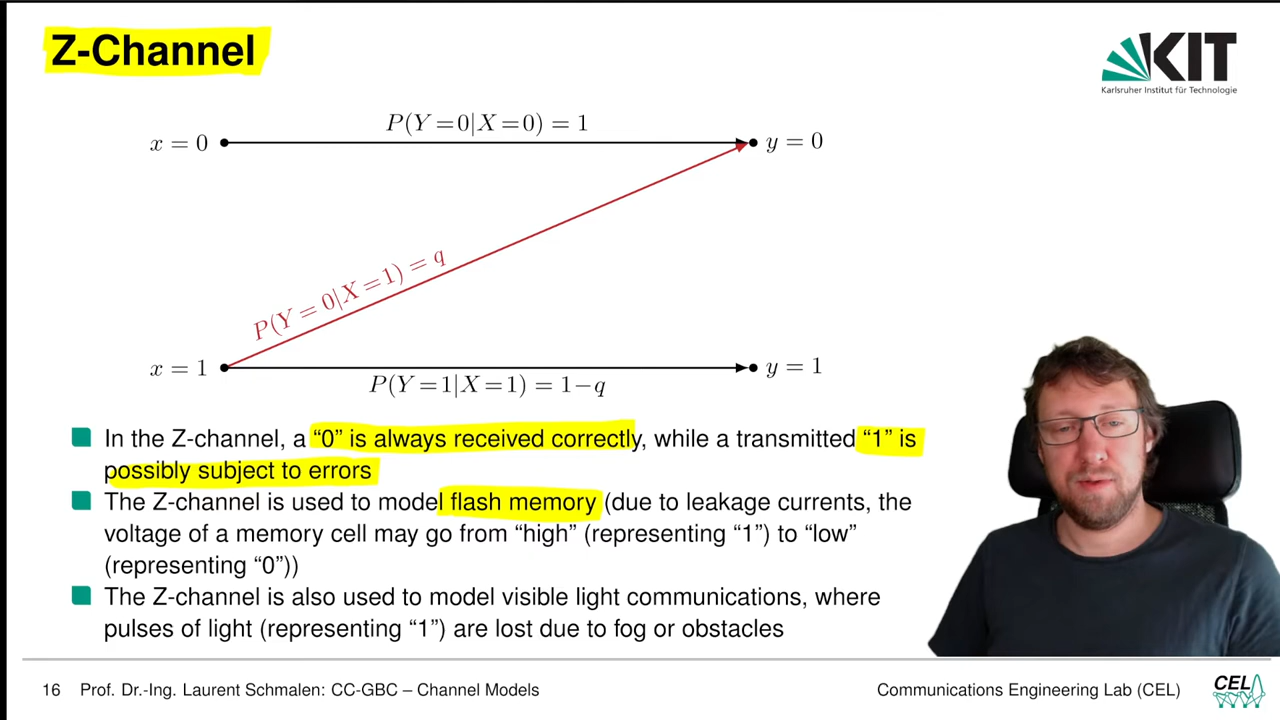 Z-Channel
KIT
Karlsruher Institut für Technologie
P(Y=0|X=0) = 1
x = 0
y = 0
P(Y=0|X=1) = q
x = 1
y = 1
P(Y=1|X=1) = 1−q
In the Z-channel, a “0” is always received correctly, while a transmitted “1” is
possibly subject to errors
The Z-channel is used to model flash memory (due to leakage currents, the
voltage of a memory cell may go from “high” (representing “1”) to “low”
(representing “0”))
The Z-channel is also used to model visible light communications, where
pulses of light (representing “1”) are lost due to fog or obstacles
16 Prof. Dr.-Ing. Laurent Schmalen: CC-GBC – Channel Models
Communications Engineering Lab (CEL)
CEL